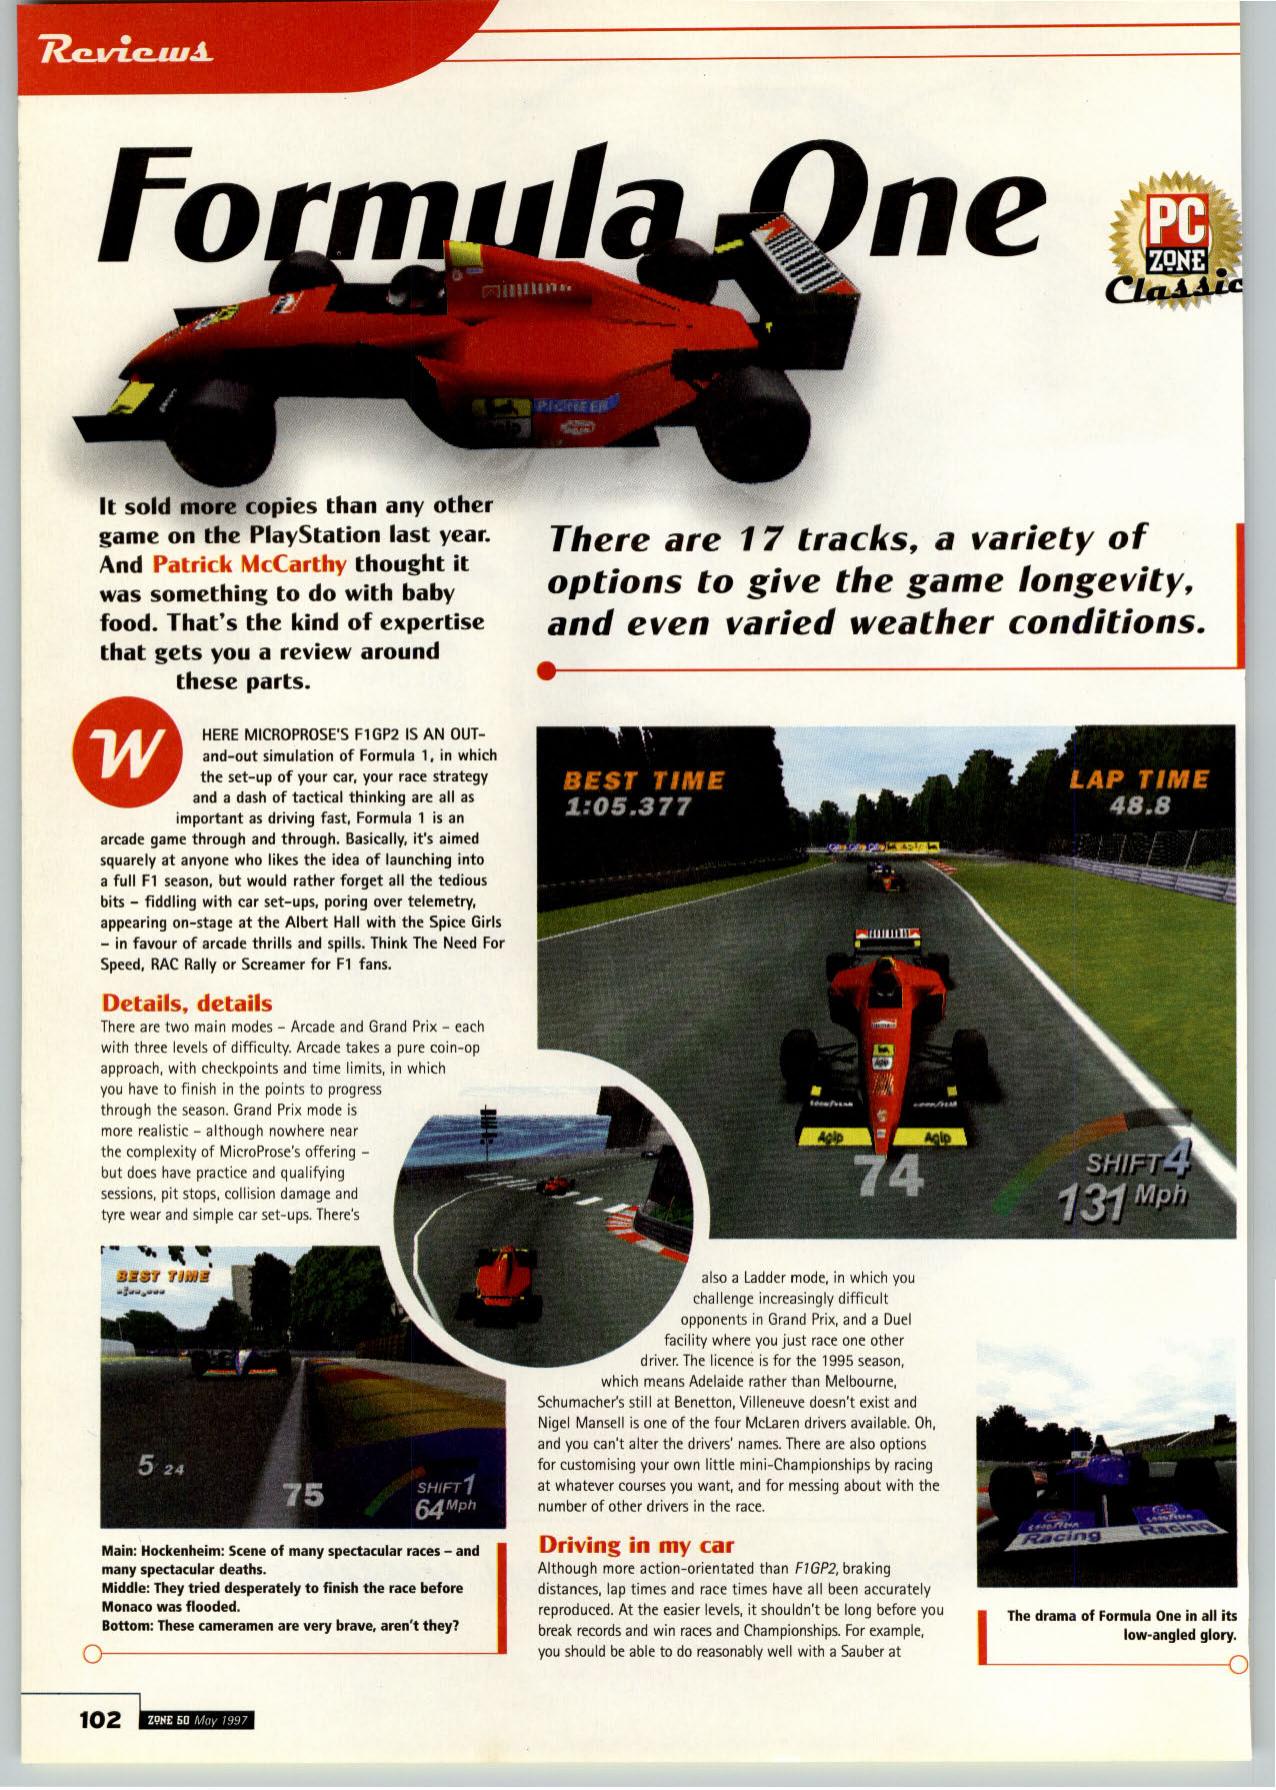 Reviews
Formula One
PC
ZONE
Classic
PIONEER
It sold more copies than any other
game on the PlayStation last year.
And Patrick McCarthy thought it
was something to do with baby
food. That's the kind of expertise
that gets you a review around
these parts.
There are 17 tracks, a variety of
options to give the game longevity,
and even varied weather conditions.
W
HERE MICROPROSE'S F1GP2 IS AN OUT-
and-out simulation of Formula 1, in which
the set-up of your car, your race strategy
and a dash of tactical thinking are all as
important as driving fast, Formula 1 is an
arcade game through and through. Basically, it's aimed
squarely at anyone who likes the idea of launching into
a full F1 season, but would rather forget all the tedious
bits – fiddling with car set-ups, poring over telemetry,
appearing on-stage at the Albert Hall with the Spice Girls
– in favour of arcade thrills and spills. Think The Need For
Speed, RAC Rally or Screamer for F1 fans.
Details, details
There are two main modes – Arcade and Grand Prix – each
with three levels of difficulty. Arcade takes a pure coin-op
approach, with checkpoints and time limits, in which
you have to finish in the points to progress
through the season. Grand Prix mode is
more realistic – although nowhere near
the complexity of MicroProse's offering –
but does have practice and qualifying
sessions, pit stops, collision damage and
tyre wear and simple car set-ups. There's
BEST TIME
1:05.377
LAP TIME
48.8
GOODYEAR
Agip
Agip
74
SHIFT 4
131 Mph
BEST TIME
5 24
75
SHIFT 1
64 Mph
Main: Hockenheim: Scene of many spectacular races – and
many spectacular deaths.
Middle: They tried desperately to finish the race before
Monaco was flooded.
Bottom: These cameramen are very brave, aren't they?
also a Ladder mode, in which you
challenge increasingly difficult
opponents in Grand Prix, and a Duel
facility where you just race one other
driver. The licence is for the 1995 season,
which means Adelaide rather than Melbourne,
Schumacher's still at Benetton, Villeneuve doesn't exist and
Nigel Mansell is one of the four McLaren drivers available. Oh,
and you can't alter the drivers' names. There are also options
for customising your own little mini-Championships by racing
at whatever courses you want, and for messing about with the
number of other drivers in the race.
Driving in my car
Although more action-orientated than F1GP2, braking
distances, lap times and race times have all been accurately
reproduced. At the easier levels, it shouldn't be long before you
break records and win races and Championships. For example,
you should be able to do reasonably well with a Sauber at
Racing
Racing
The drama of Formula One in all its
low-angled glory.
102
ZONE 50 May 1997